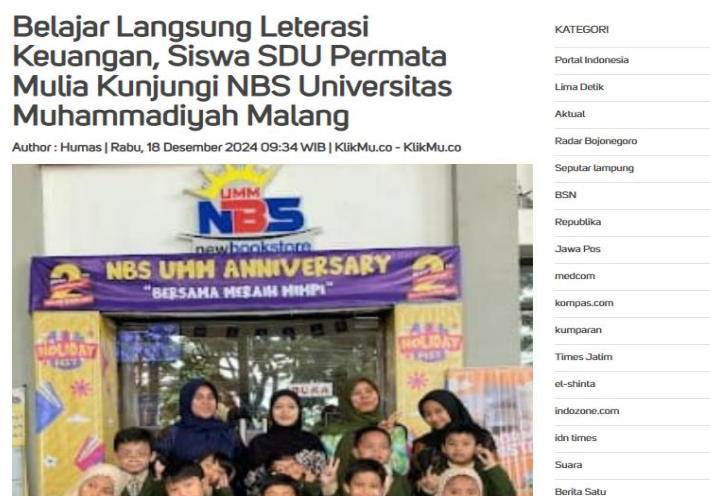 Belajar Langsung Leterasi
Keuangan, Siswa SDU Permata
Mulia Kunjungi NBS Universitas
Muhammadiyah Malang
Author : Humas | Rabu, 18 Desember 2024 09:34 WIB | KlikMu.co - KlikMu.co
UMM
NBS
newbookstore
NBS UMM ANNIVERSARY
"BERSAMA MERAIH MIMPI"
HOLIDAY
FEST
HOLIDAY
FEST
BUKA
KATEGORI
Portal Indonesia
Lima Detik
Aktual
Radar Bojonegoro
Seputar lampung
BSN
Republika
Jawa Pos
medcom
kompas.com
kumparan
Times Jatim
el-shinta
indozone.com
idn times
Suara
Berita Satu